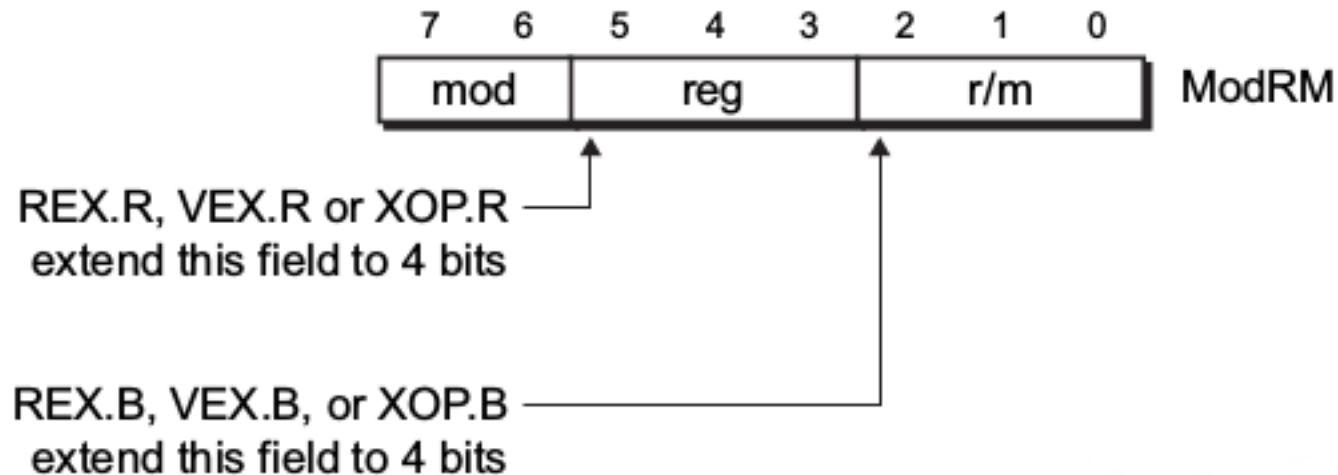 7 6 5 4 3 2 1 0
mod reg r/m ModRM
REX.R, VEX.R or XOP.R
extend this field to 4 bits
REX.B, VEX.B, or XOP.B
extend this field to 4 bits